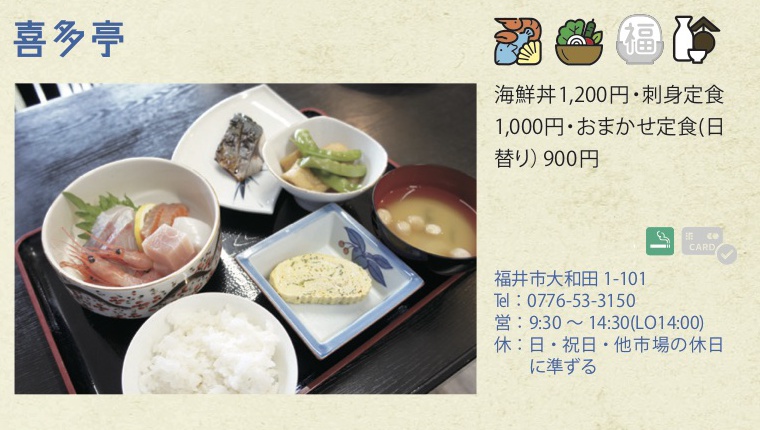 喜多亭
福
海鮮丼1,200円・刺身定食
1,000円・おまかせ定食(日
替り) 900円
CARD
福井市大和田 1-101
Tel：0776-53-3150
営：9:30 ～ 14:30(LO14:00)
休：日・祝日・他市場の休日
に準ずる